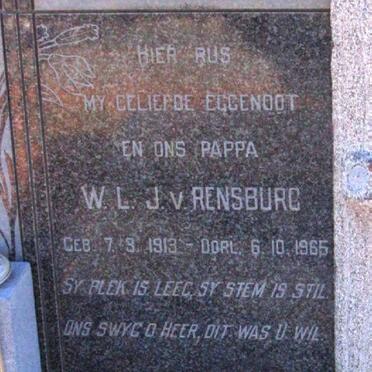 HIER RUS
MY GELIEFDE EGGENOOT
EN ONS PAPPA
W. L. J. v. RENSBURG
GEB. 7. 9. 1913 - OORL. 6. 10. 1965
SY PLEK IS LEEG, SY STEM IS STIL
ONS SWYG O HEER, DIT WAS U WIL